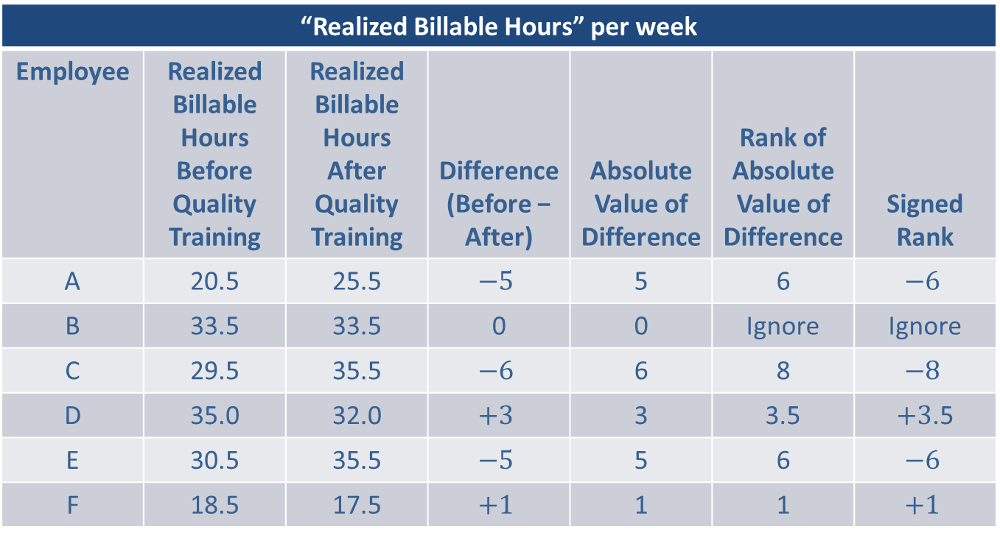 “Realized Billable Hours” per week
Employee
Realized
Billable
Hours
Before
Quality
Training
Realized
Billable
Hours
After
Quality
Training
Difference
(Before –
After)
Absolute
Value of
Difference
Rank of
Absolute
Value of
Difference
Signed
Rank
A 20.5 25.5 −5 5 6 −6
B 33.5 33.5 0 0 Ignore Ignore
C 29.5 35.5 −6 6 8 −8
D 35.0 32.0 +3 3 3.5 +3.5
E 30.5 35.5 −5 5 6 −6
F 18.5 17.5 +1 1 1 +1